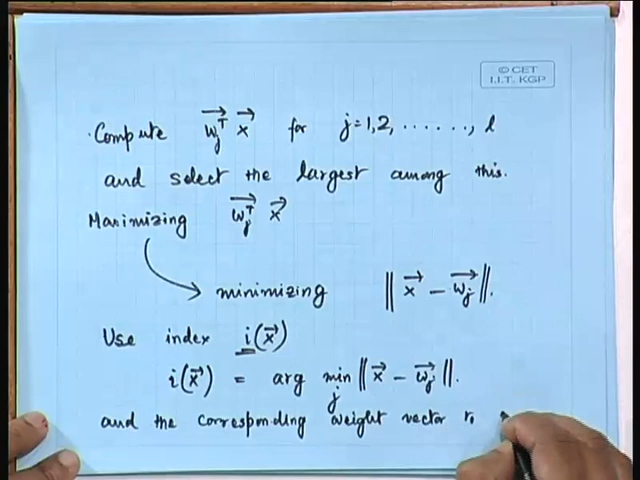 © CET
I.I.T. KGP
Compute w⃗ⱼᵀ x⃗ for j=1,2, ......, l
and select the largest among this.
Maximizing w⃗ⱼᵀ x⃗
minimizing ‖ x⃗ – w⃗ⱼ ‖.
Use index i(x⃗)
i(x⃗) = arg min ‖ x⃗ – w⃗ⱼ ‖.
j
and the corresponding weight vector